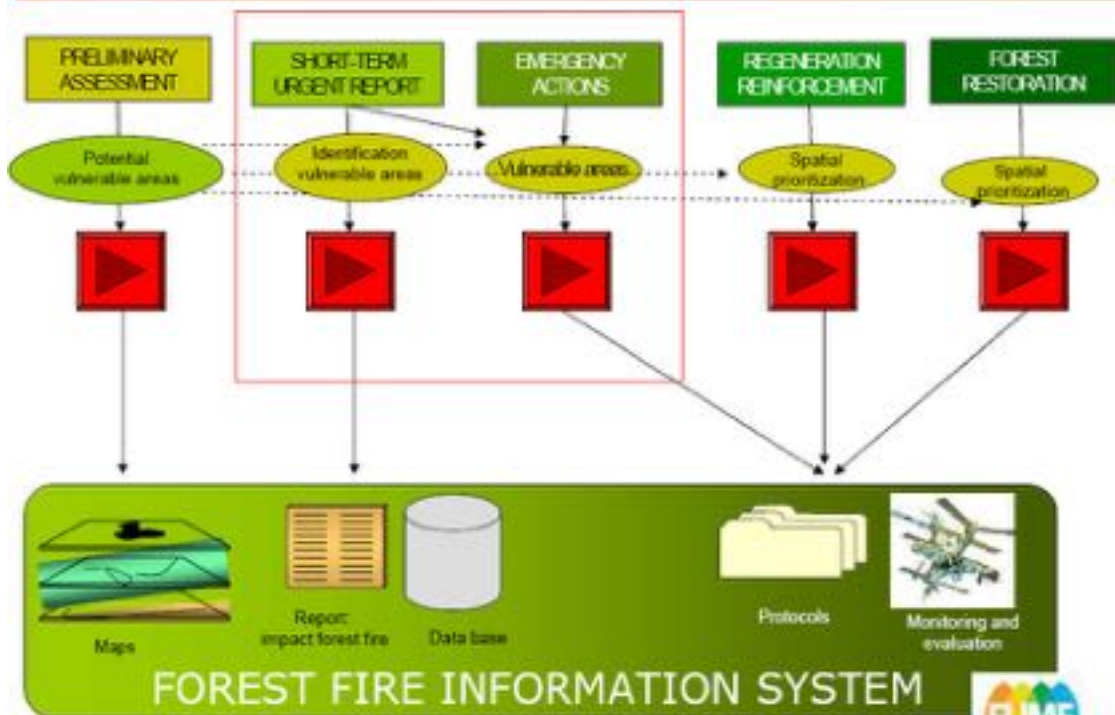 PRELIMINARY
ASSESSMENT
SHORT-TERM
URGENT REPORT
EMERGENCY
ACTIONS
REGENERATION
REINFORCEMENT
FOREST
RESTORATION
Potential
vulnerable areas
Identification
vulnerable areas
Vulnerable areas
Spatial
prioritization
Spatial
prioritization
Maps
Report:
impact forest fire
Data base
Protocols
Monitoring and
evaluation
FOREST FIRE INFORMATION SYSTEM